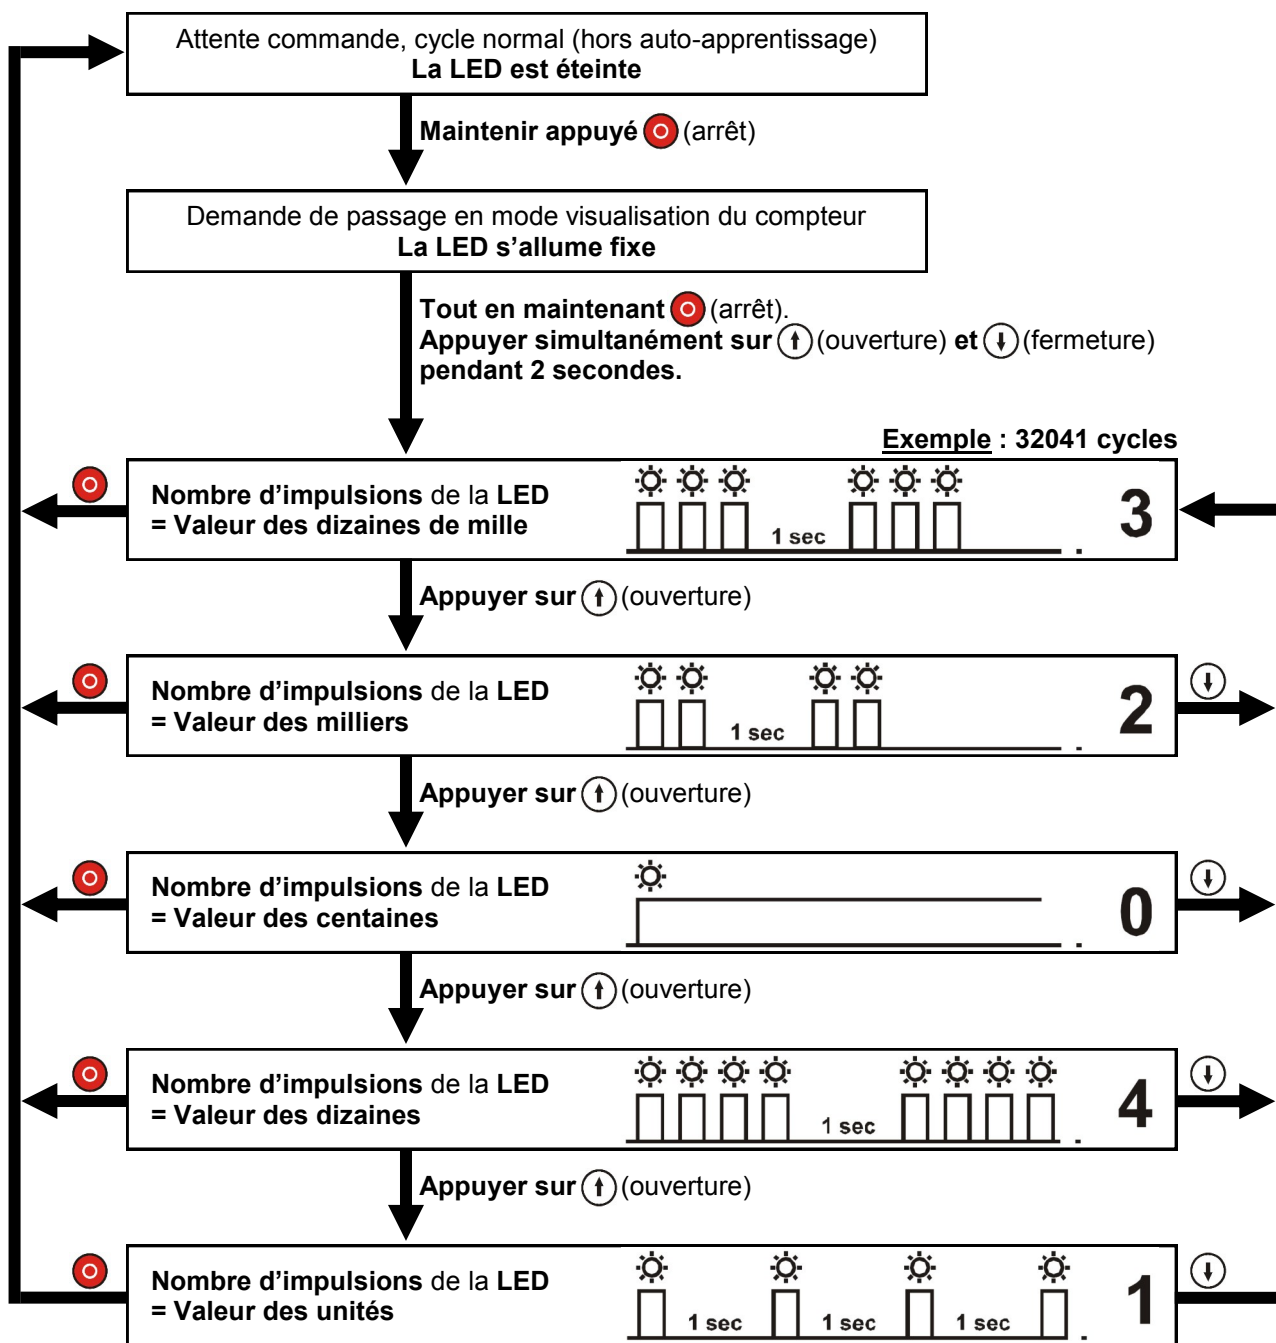 Attente commande, cycle normal (hors auto-apprentissage)
La LED est éteinte
Maintenir appuyé (arrêt)
Demande de passage en mode visualisation du compteur
La LED s'allume fixe
Tout en maintenant (arrêt).
Appuyer simultanément sur (ouverture) et (fermeture)
pendant 2 secondes.
Exemple : 32041 cycles
Nombre d'impulsions de la LED
= Valeur des dizaines de mille
1 sec
3
Appuyer sur (ouverture)
Nombre d'impulsions de la LED
= Valeur des milliers
1 sec
2
Appuyer sur (ouverture)
Nombre d'impulsions de la LED
= Valeur des centaines
0
Appuyer sur (ouverture)
Nombre d'impulsions de la LED
= Valeur des dizaines
1 sec
4
Appuyer sur (ouverture)
Nombre d'impulsions de la LED
= Valeur des unités
1 sec 1 sec 1 sec
1